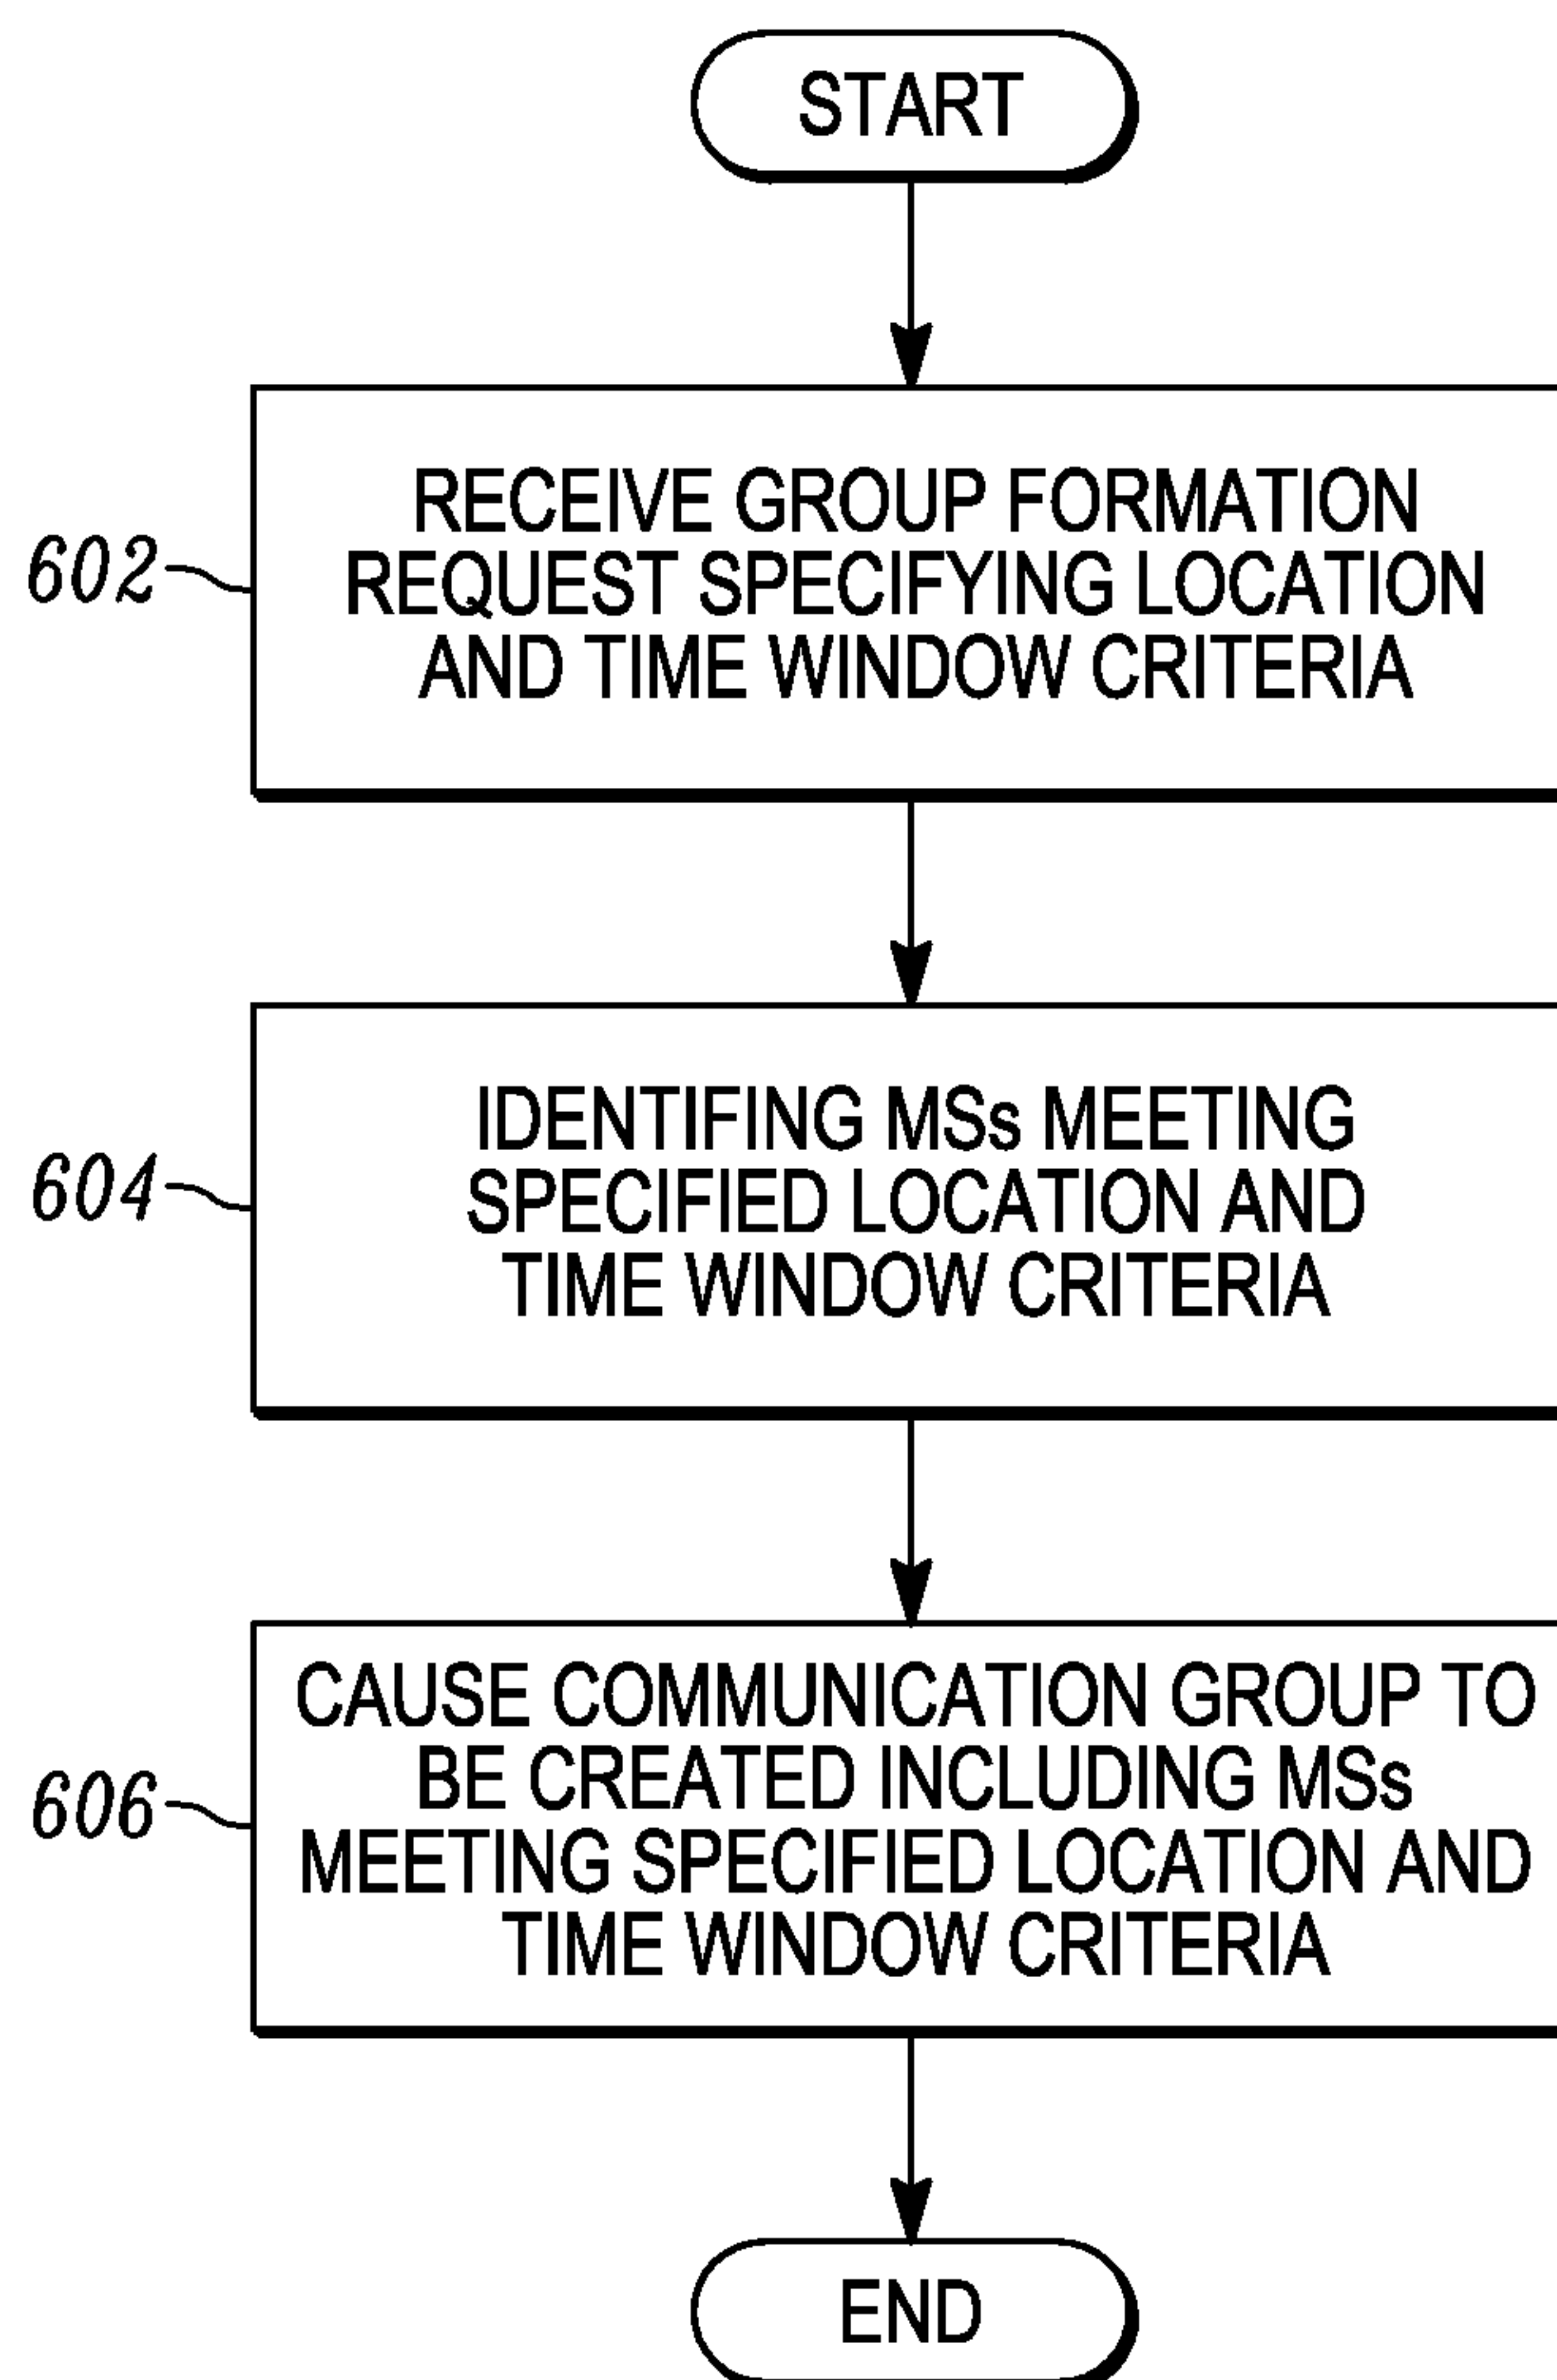 START
RECEIVE GROUP FORMATION
REQUEST SPECIFYING LOCATION
AND TIME WINDOW CRITERIA
602
IDENTIFING MSs MEETING
SPECIFIED LOCATION AND
TIME WINDOW CRITERIA
604
CAUSE COMMUNICATION GROUP TO
BE CREATED INCLUDING MSs
MEETING SPECIFIED LOCATION AND
TIME WINDOW CRITERIA
606
END